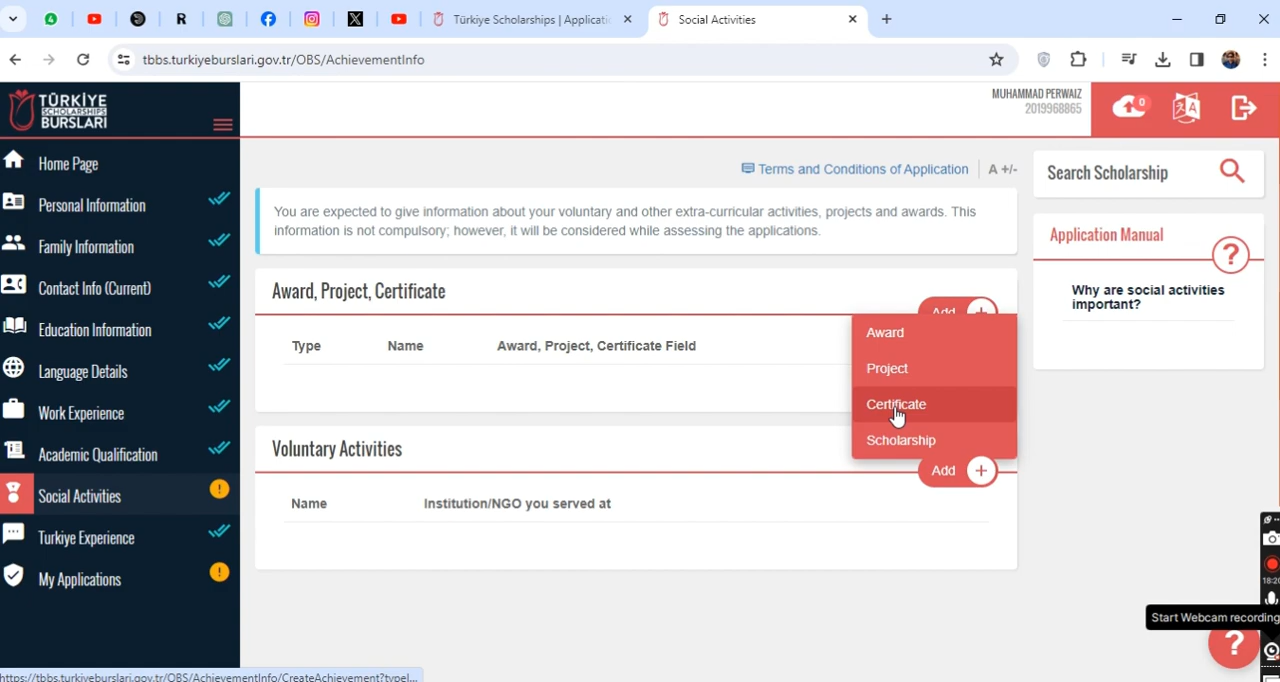 Türkiye Scholarships | Applicatio
Social Activities
tbbs.turkiyeburslari.gov.tr/OBS/AchievementInfo
TÜRKİYE
SCHOLARSHIPS
BURSLARI
MUHAMMAD PERWAIZ
2019968865
0
Home Page
Personal Information
Family Information
Contact Info (Current)
Education Information
Language Details
Work Experience
Academic Qualification
Social Activities
Turkiye Experience
My Applications
Terms and Conditions of Application
A +/-
You are expected to give information about your voluntary and other extra-curricular activities, projects and awards. This
information is not compulsory; however, it will be considered while assessing the applications.
Award, Project, Certificate
Add +
Type Name Award, Project, Certificate Field
Award
Project
Certificate
Scholarship
Voluntary Activities
Add +
Name Institution/NGO you served at
Search Scholarship
Application Manual
?
Why are social activities
important?
18:20
Start Webcam recording
?
https://tbbs.turkiyeburslari.gov.tr/OBS/AchievementInfo/CreateAchievement?typeI...